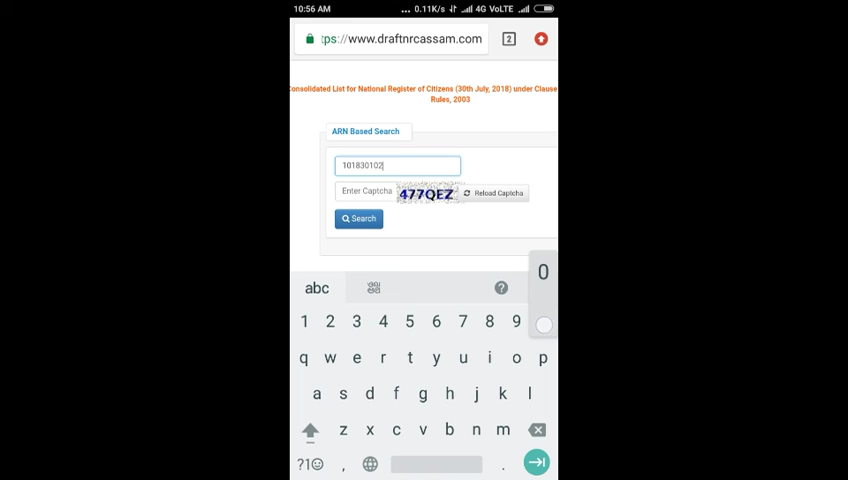 10:56 AM ... 0.11K/s 4G VoLTE
tps://www.draftnrcassam.com 2
onsolidated List for National Register of Citizens (30th July, 2018) under Clause
Rules, 2003
ARN Based Search
101830102
Enter Captcha 477QEZ Reload Captcha
Search
0
abc ?
1 2 3 4 5 6 7 8 9
q w e r t y u i o p
a s d f g h j k l
z x c v b n m
?1☺ , .